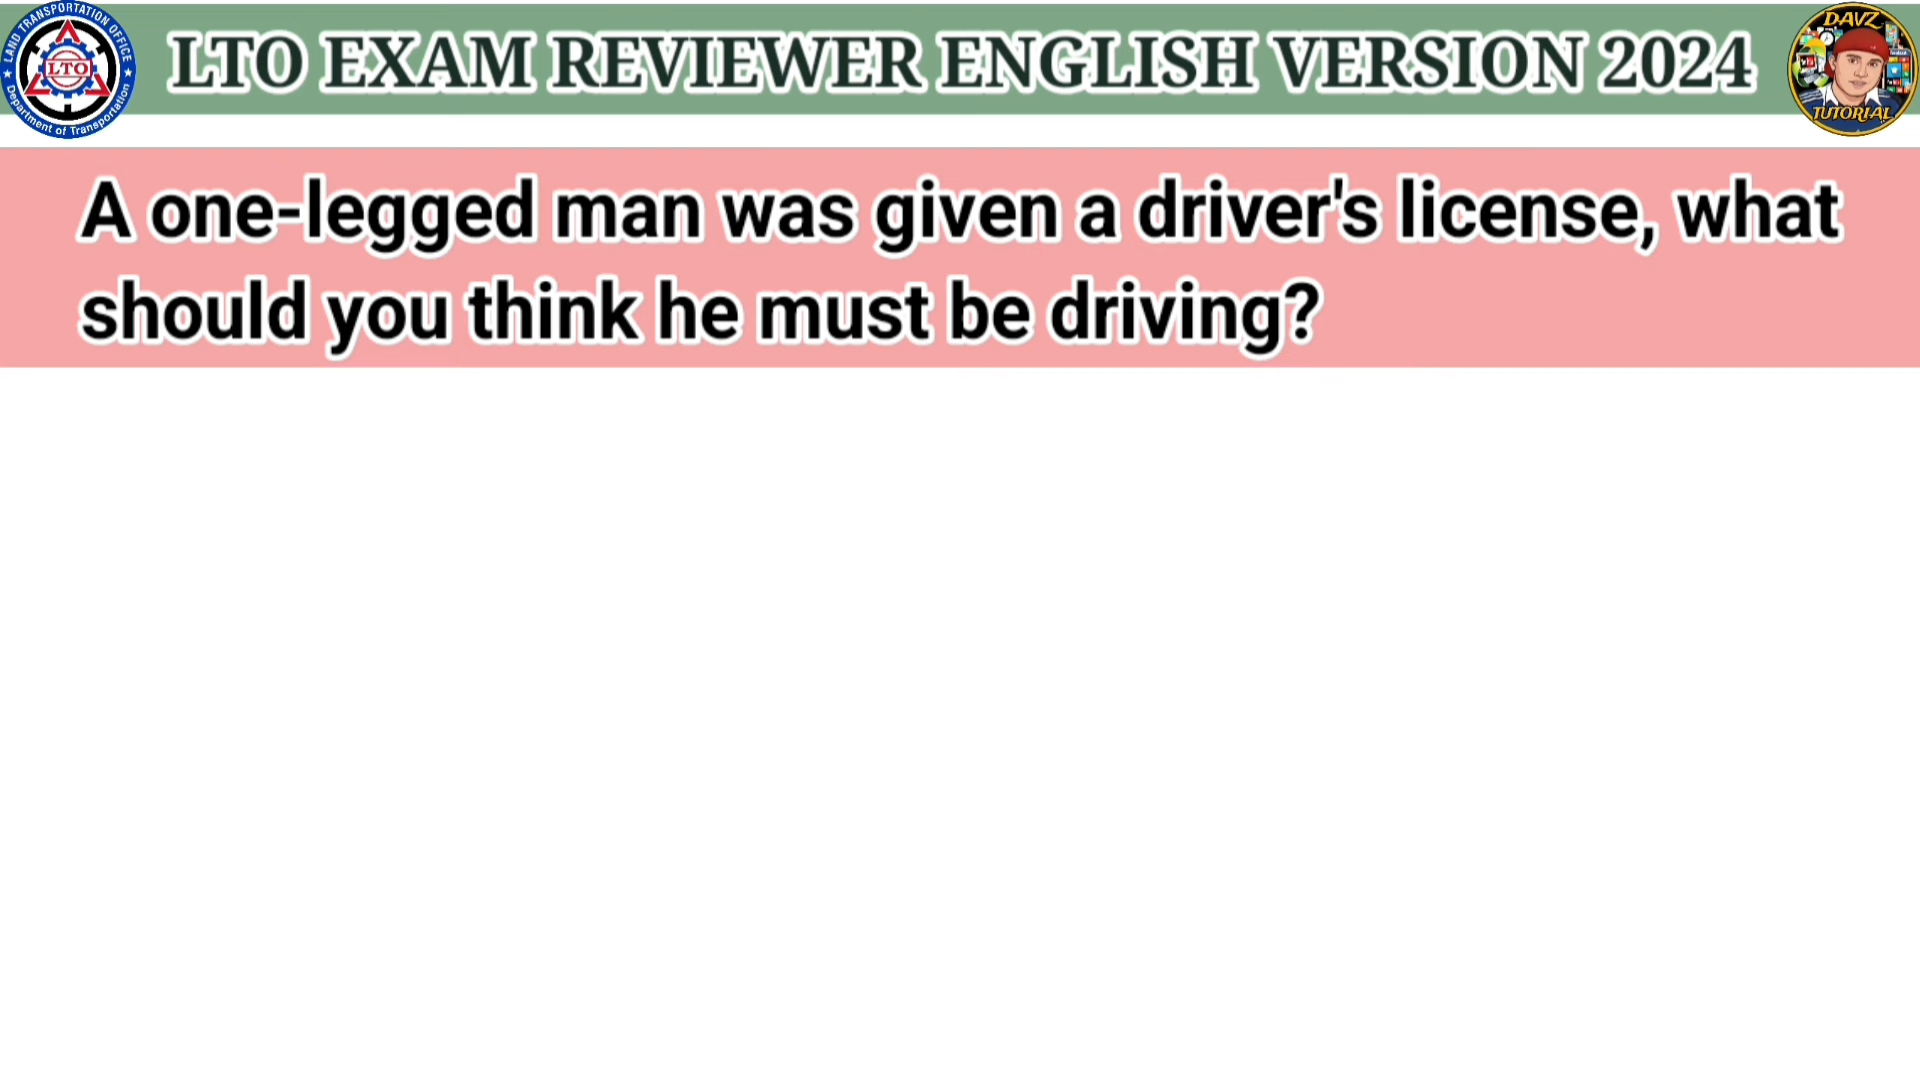 LAND TRANSPORTATION OFFICE
LTO
Department of Transportation
LTO EXAM REVIEWER ENGLISH VERSION 2024
DAVZ
TUTORIAL
A one-legged man was given a driver's license, what
should you think he must be driving?